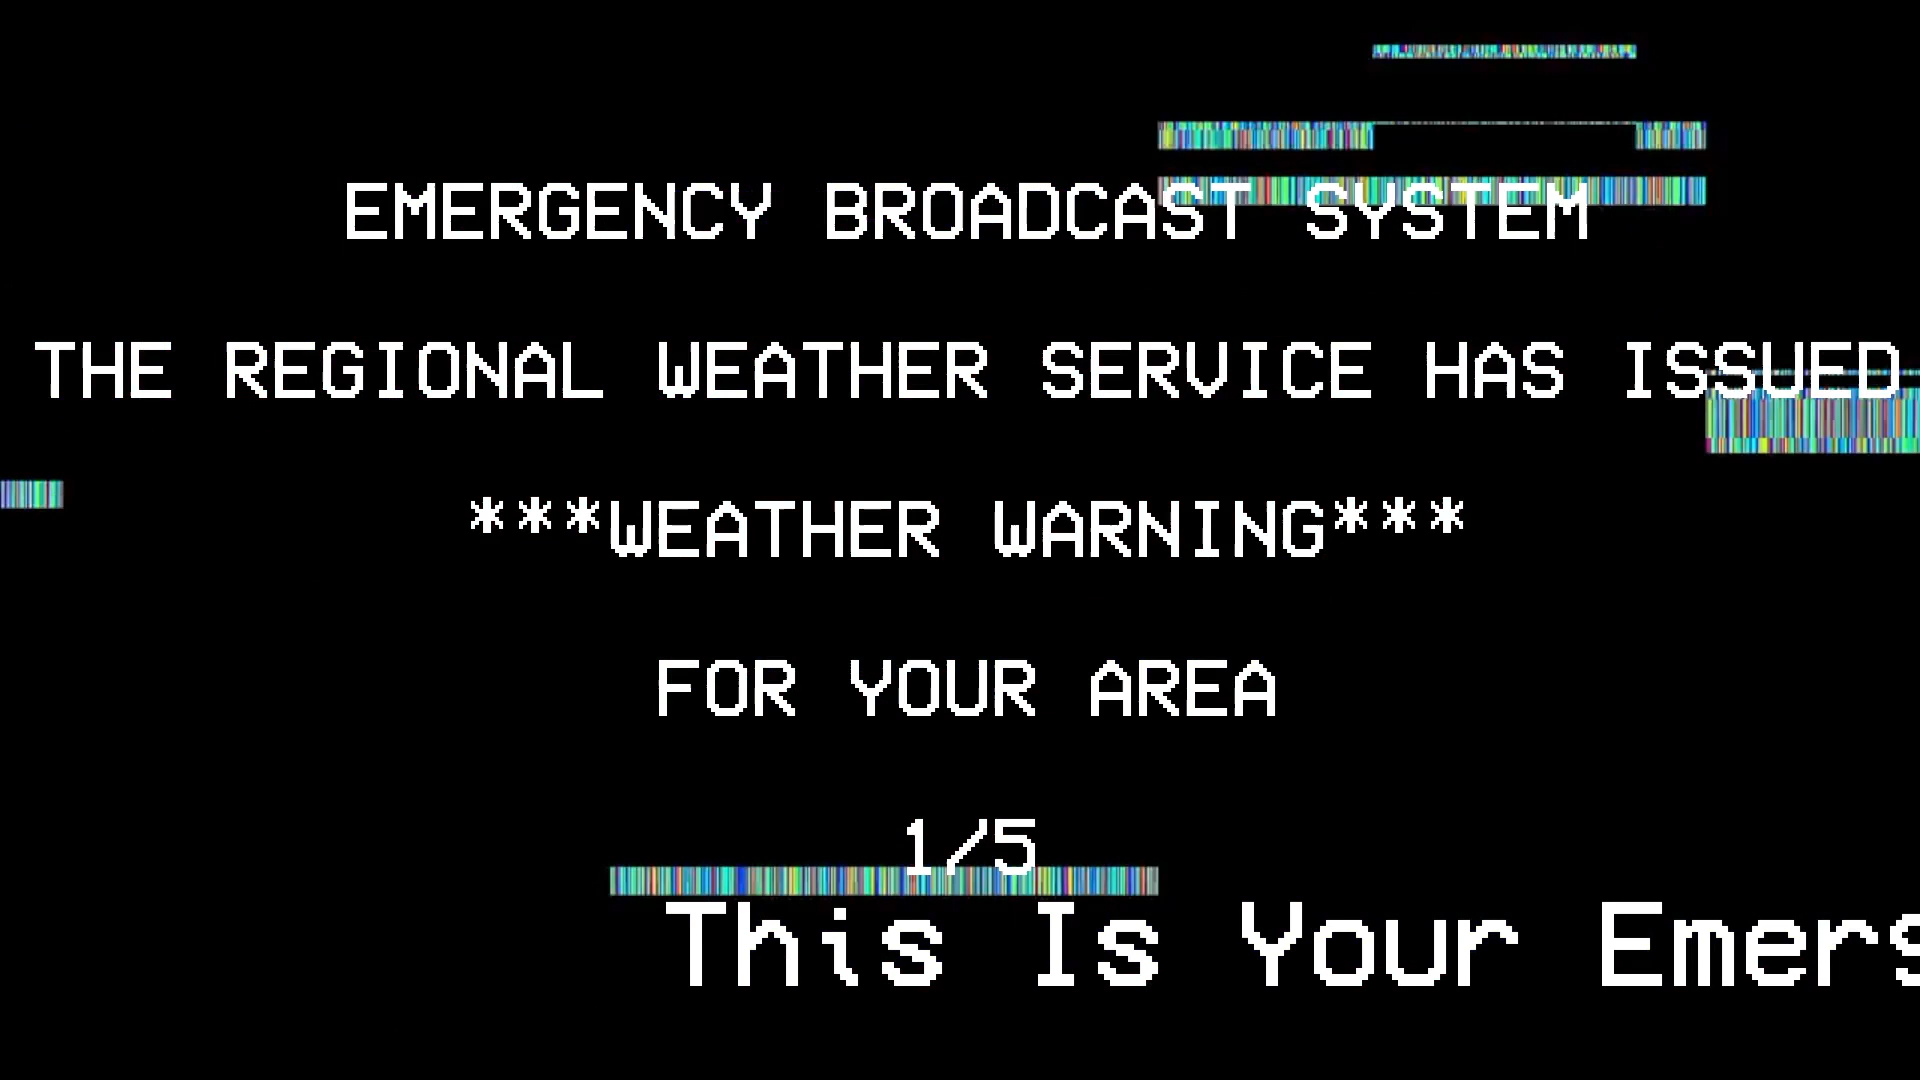 EMERGENCY BROADCAST SYSTEM
THE REGIONAL WEATHER SERVICE HAS ISSUED
***WEATHER WARNING***
FOR YOUR AREA
1/5
This Is Your